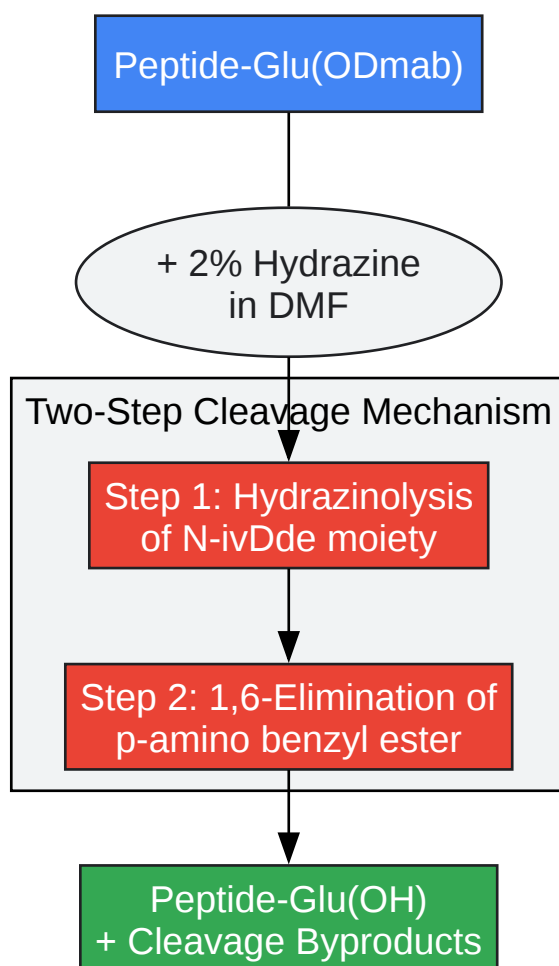 Peptide-Glu(ODmab)
+ 2% Hydrazine
in DMF
Two-Step Cleavage Mechanism
Step 1: Hydrazinolysis
of N-ivDde moiety
Step 2: 1,6-Elimination of
p-amino benzyl ester
Peptide-Glu(OH)
+ Cleavage Byproducts